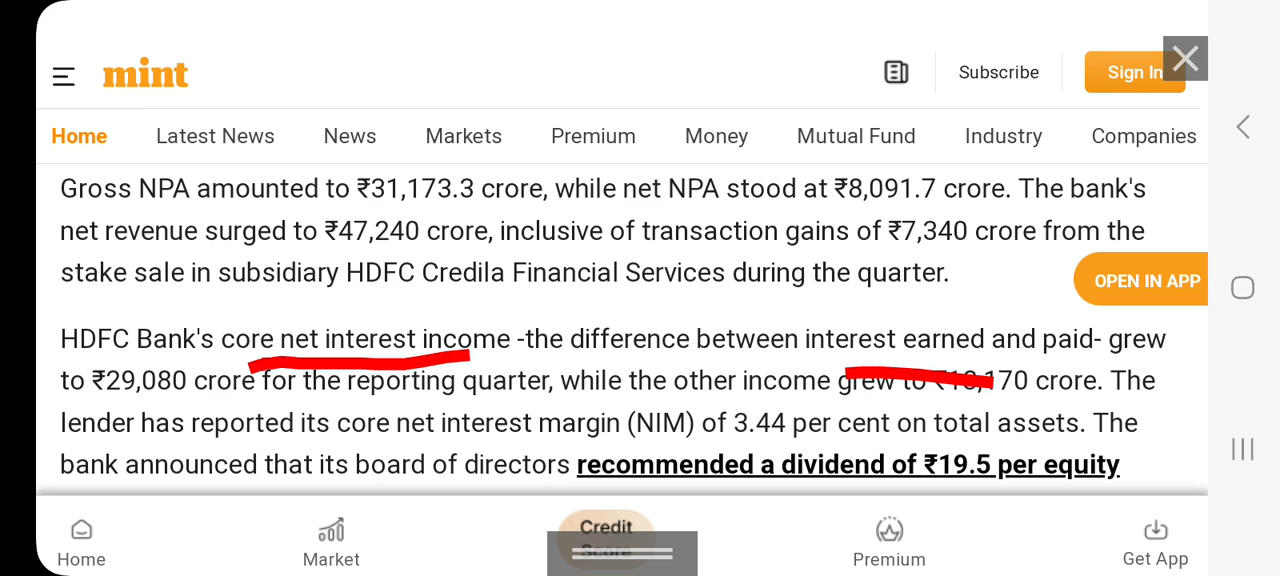 mint
Subscribe
Sign In
Home Latest News News Markets Premium Money Mutual Fund Industry Companies
Gross NPA amounted to ₹31,173.3 crore, while net NPA stood at ₹8,091.7 crore. The bank's
net revenue surged to ₹47,240 crore, inclusive of transaction gains of ₹7,340 crore from the
stake sale in subsidiary HDFC Credila Financial Services during the quarter.
OPEN IN APP
HDFC Bank's core net interest income -the difference between interest earned and paid- grew
to ₹29,080 crore for the reporting quarter, while the other income grew to crore. The
lender has reported its core net interest margin (NIM) of 3.44 per cent on total assets. The
bank announced that its board of directors recommended a dividend of ₹19.5 per equity
Home Market Credit Premium Get App